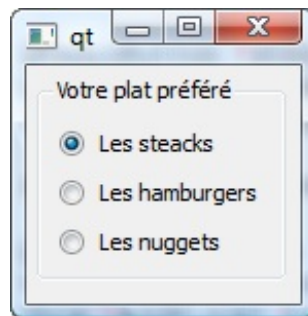 qt
Votre plat préféré
Les steacks
Les hamburgers
Les nuggets